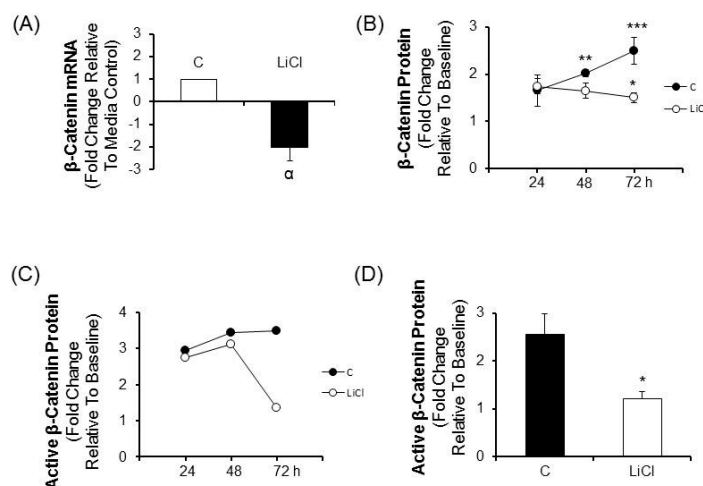 (A)
β-Catenin mRNA
(Fold Change Relative
To Media Control)
3
2
1
0
-1
-2
-3
C
LiCl
α
(B)
β-Catenin Protein
(Fold Change
Relative To Baseline)
3
2
1
0
**
***
*
24
48
72 h
C
LiCl
(C)
Active β-Catenin Protein
(Fold Change
Relative To Baseline)
4
3
2
1
0
24
48
72 h
C
LiCl
(D)
Active β-Catenin Protein
(Fold Change
Relative To Baseline)
3
2
1
0
*
C
LiCl